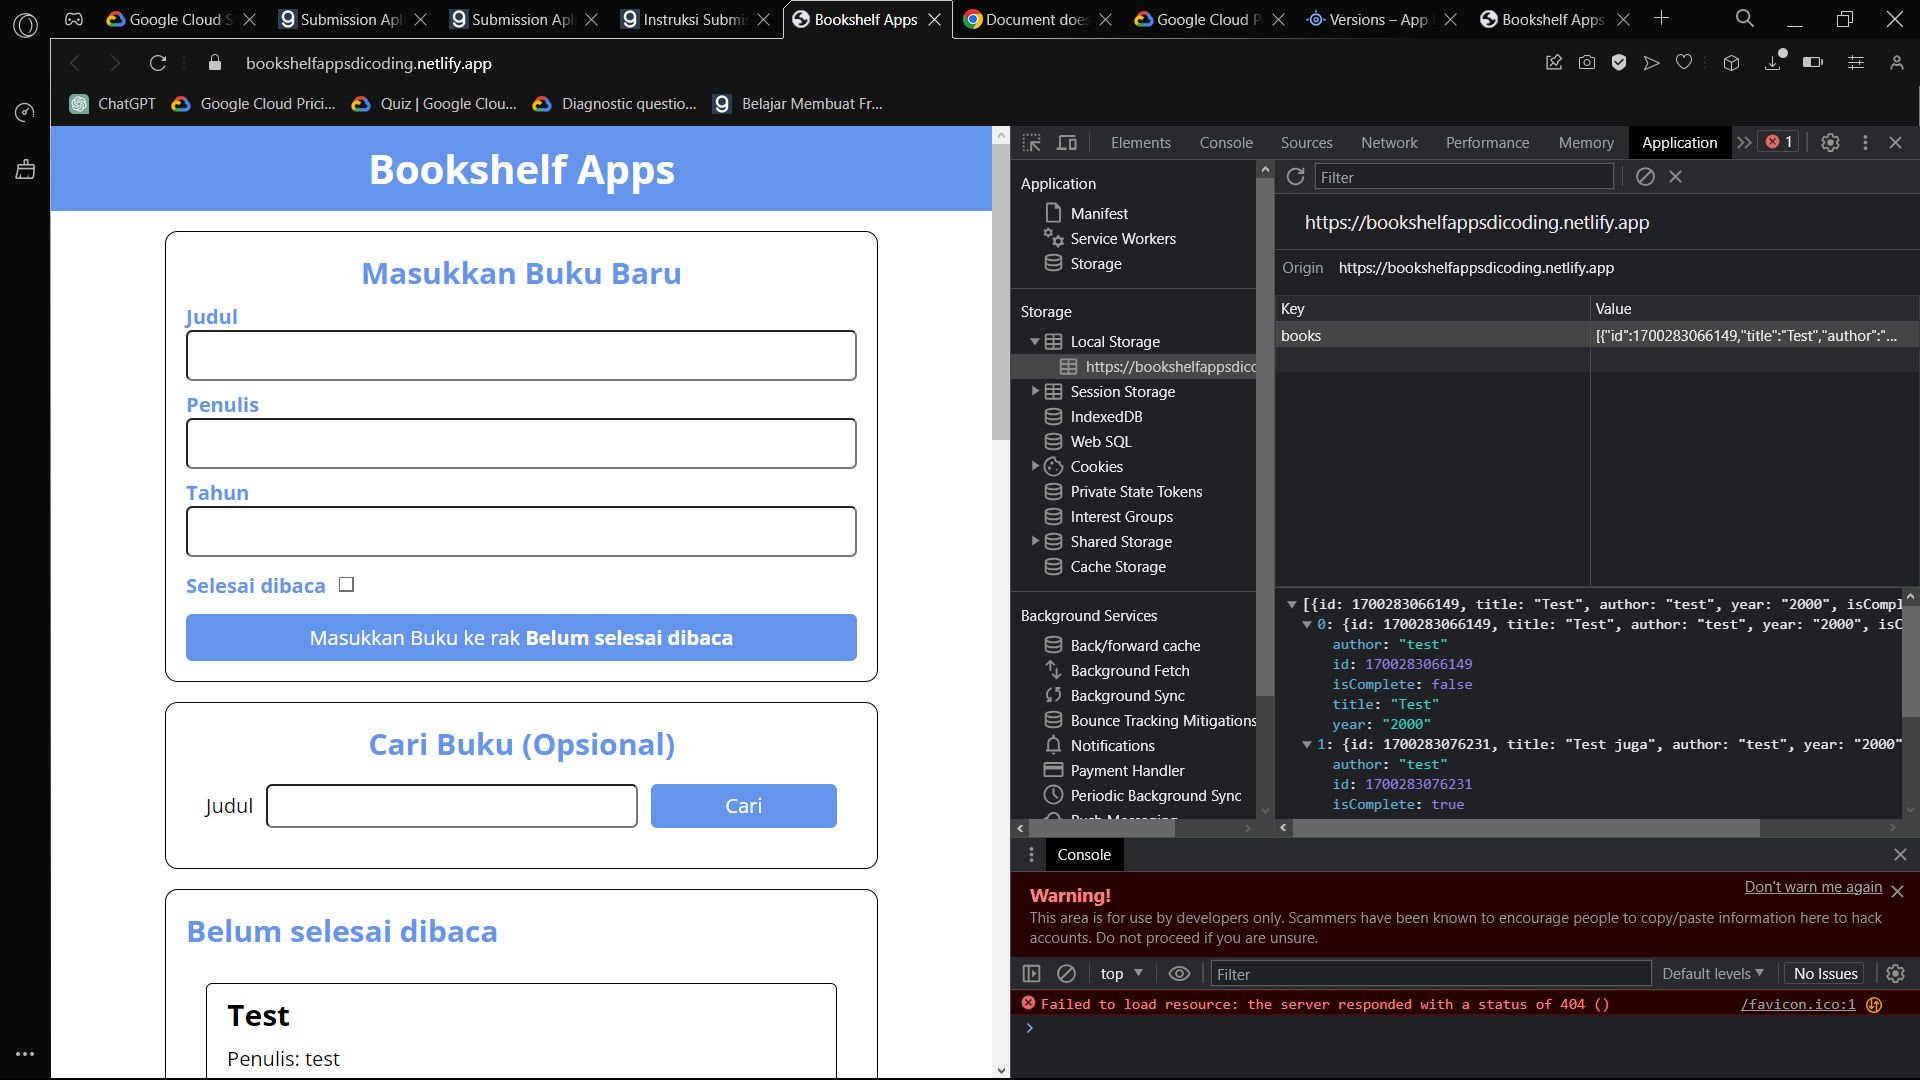 Google Cloud S
Submission Apl
Submission Apl
Instruksi Submis
Bookshelf Apps
Document does
Google Cloud P
Versions – App
Bookshelf Apps
bookshelfappsdicoding.netlify.app
ChatGPT
Google Cloud Prici...
Quiz | Google Clou...
Diagnostic questio...
Belajar Membuat Fr...
Bookshelf Apps
Masukkan Buku Baru
Judul
Penulis
Tahun
Selesai dibaca
Masukkan Buku ke rak Belum selesai dibaca
Cari Buku (Opsional)
Judul
Cari
Belum selesai dibaca
Test
Penulis: test
Elements
Console
Sources
Network
Performance
Memory
Application
1
Application
Manifest
Service Workers
Storage
Storage
Local Storage
https://bookshelfappsdico
Session Storage
IndexedDB
Web SQL
Cookies
Private State Tokens
Interest Groups
Shared Storage
Cache Storage
Background Services
Back/forward cache
Background Fetch
Background Sync
Bounce Tracking Mitigations
Notifications
Payment Handler
Periodic Background Sync
Push Messaging
Filter
https://bookshelfappsdicoding.netlify.app
Origin https://bookshelfappsdicoding.netlify.app
Key Value
books [{"id":1700283066149,"title":"Test","author":"...
[{id: 1700283066149, title: "Test", author: "test", year: "2000", isCompl
0: {id: 1700283066149, title: "Test", author: "test", year: "2000", isC
author: "test"
id: 1700283066149
isComplete: false
title: "Test"
year: "2000"
1: {id: 1700283076231, title: "Test juga", author: "test", year: "2000"
author: "test"
id: 1700283076231
isComplete: true
Console
Warning!
Don't warn me again
This area is for use by developers only. Scammers have been known to encourage people to copy/paste information here to hack
accounts. Do not proceed if you are unsure.
top
Filter
Default levels
No Issues
Failed to load resource: the server responded with a status of 404 ()
/favicon.ico:1